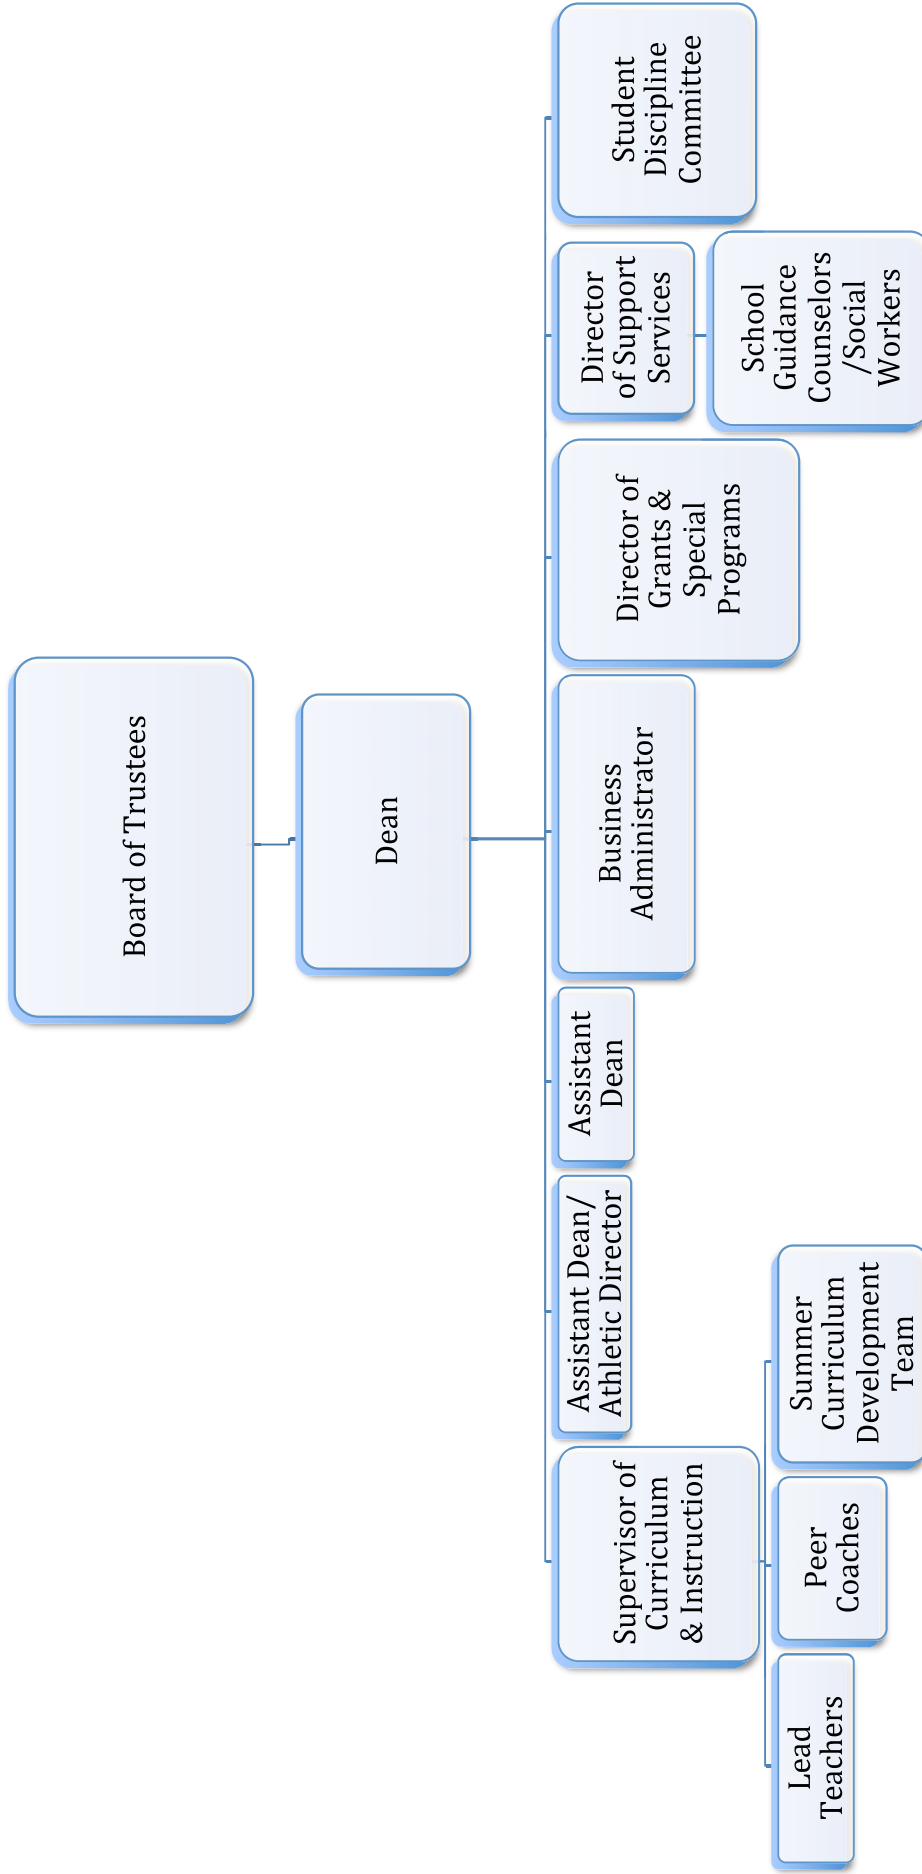 Board of Trustees
Dean
Supervisor of
Curriculum
& Instruction
Assistant Dean/
Athletic Director
Assistant
Dean
Business
Administrator
Director of
Grants &
Special
Programs
Director
of Support
Services
Student
Discipline
Committee
Lead
Teachers
Peer
Coaches
Summer
Curriculum
Development
Team
School
Guidance
Counselors
/Social
Workers